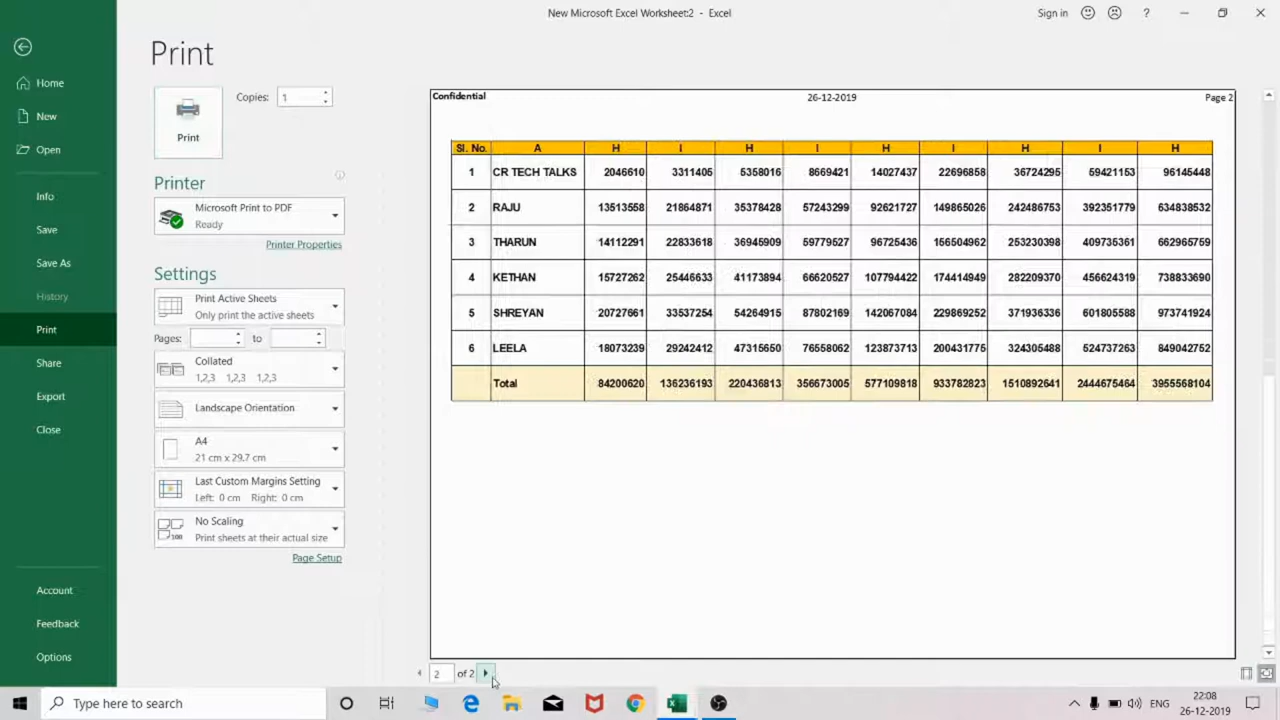 New Microsoft Excel Worksheet:2 - Excel
Sign in
?
Print
Home
New
Open
Info
Save
Save As
History
Print
Share
Export
Close
Account
Feedback
Options
Print
Copies: 1
Printer
Microsoft Print to PDF
Ready
Printer Properties
Settings
Print Active Sheets
Only print the active sheets
Pages: to
Collated
1,2,3 1,2,3 1,2,3
Landscape Orientation
A4
21 cm x 29.7 cm
Last Custom Margins Setting
Left: 0 cm Right: 0 cm
No Scaling
Print sheets at their actual size
100
Page Setup
Confidential 26-12-2019 Page 2
Sl. No. A H I H I H I H I H
1 CR TECH TALKS 2046610 3311405 5358016 8669421 14027437 22696858 36724295 59421153 96145448
2 RAJU 13513558 21864871 35378428 57243299 92621727 149865026 242486753 392351779 634838532
3 THARUN 14112291 22833618 36945909 59779527 96725436 156504962 253230398 409735361 662965759
4 KETHAN 15727262 25446633 41173894 66620527 107794422 174414949 282209370 456624319 738833690
5 SHREYAN 20727661 33537254 54264915 87802169 142067084 229869252 371936336 601805588 973741924
6 LEELA 18073239 29242412 47315650 76558062 123873713 200431775 324305488 524737263 849042752
Total 84200620 136236193 220436813 356673005 577109818 933782823 1510892641 2444675464 3955568104
2 of 2
Type here to search
ENG
22:08
26-12-2019